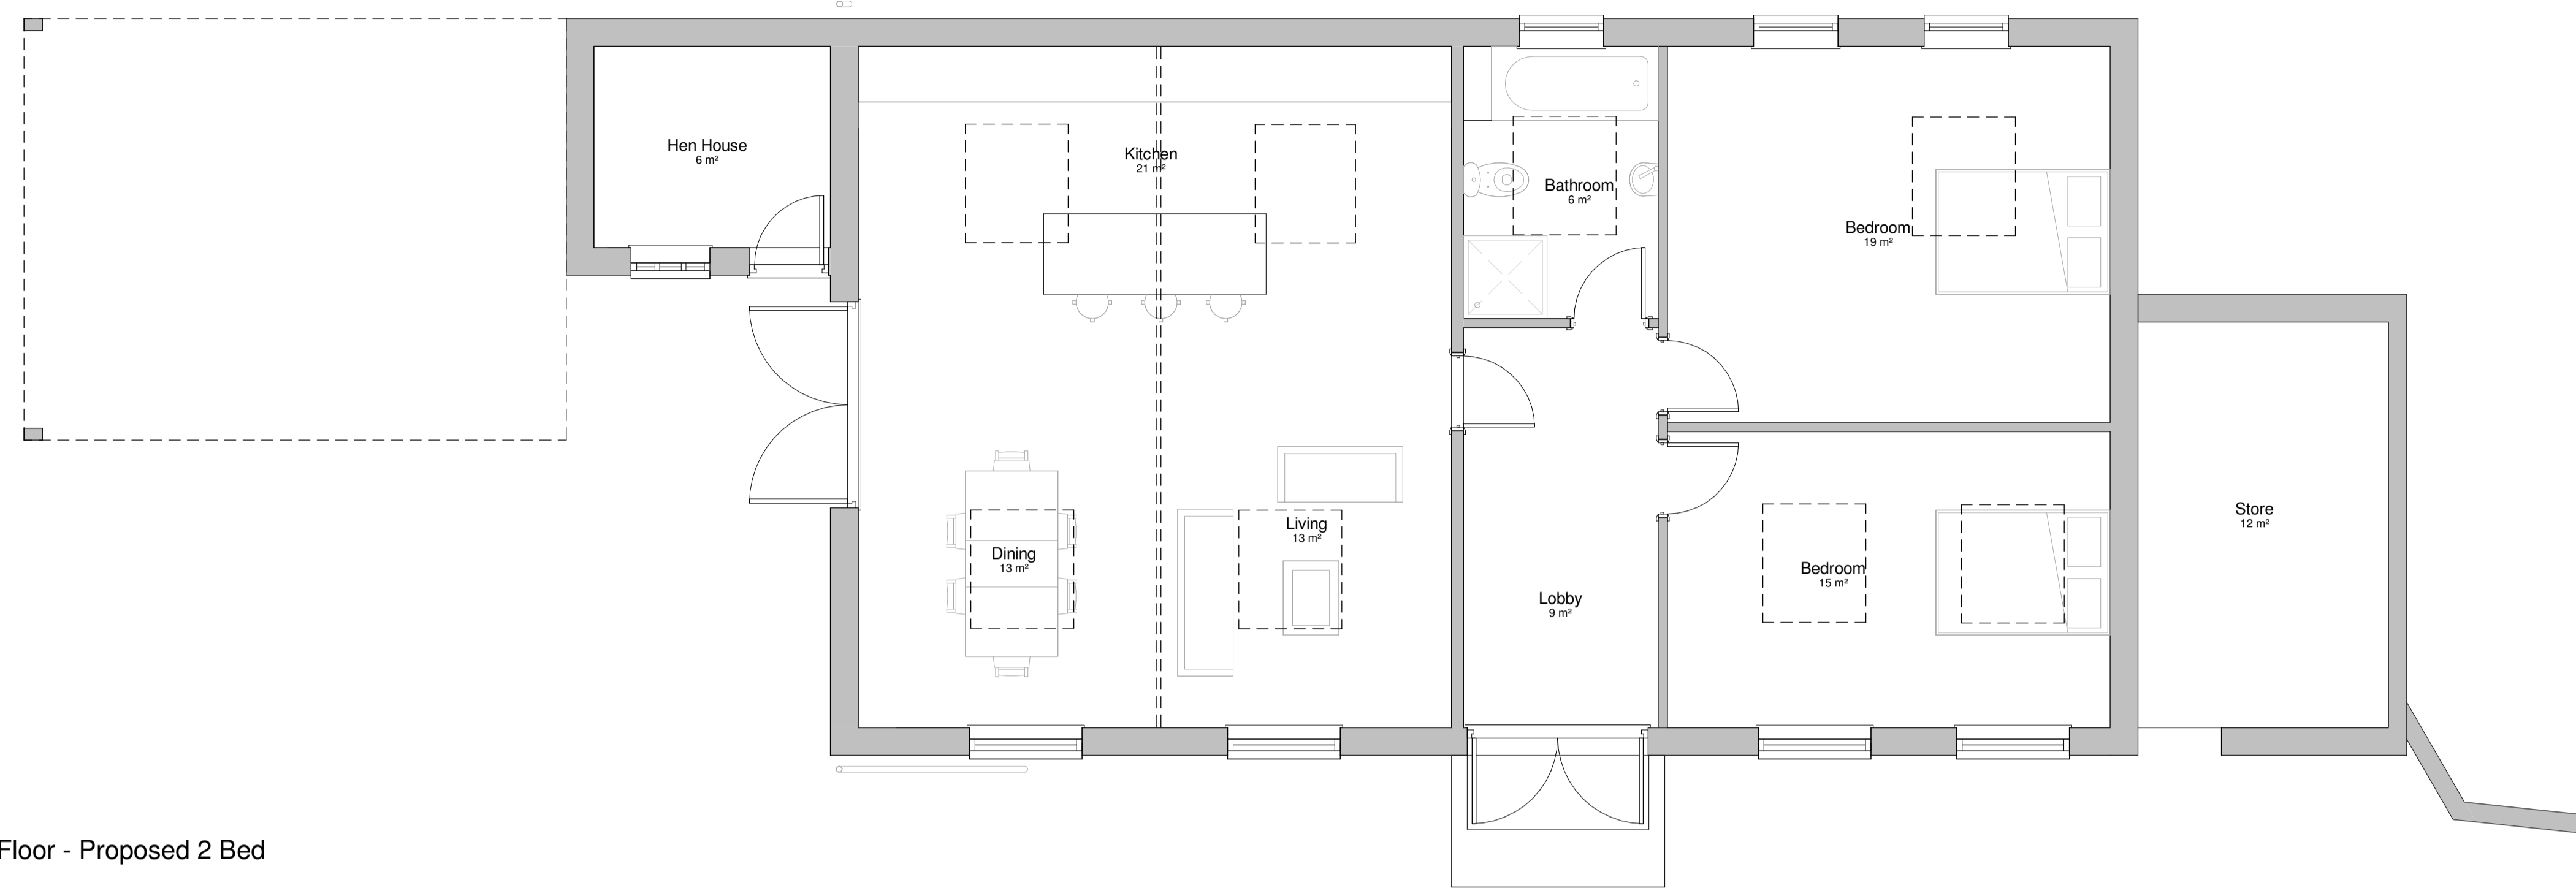 Hen House
6 m²
Kitchen
21 m²
Bathroom
6 m²
Bedroom
19 m²
Store
12 m²
Living
13 m²
Dining
13 m²
Bedroom
15 m²
Lobby
9 m²
Floor - Proposed 2 Bed